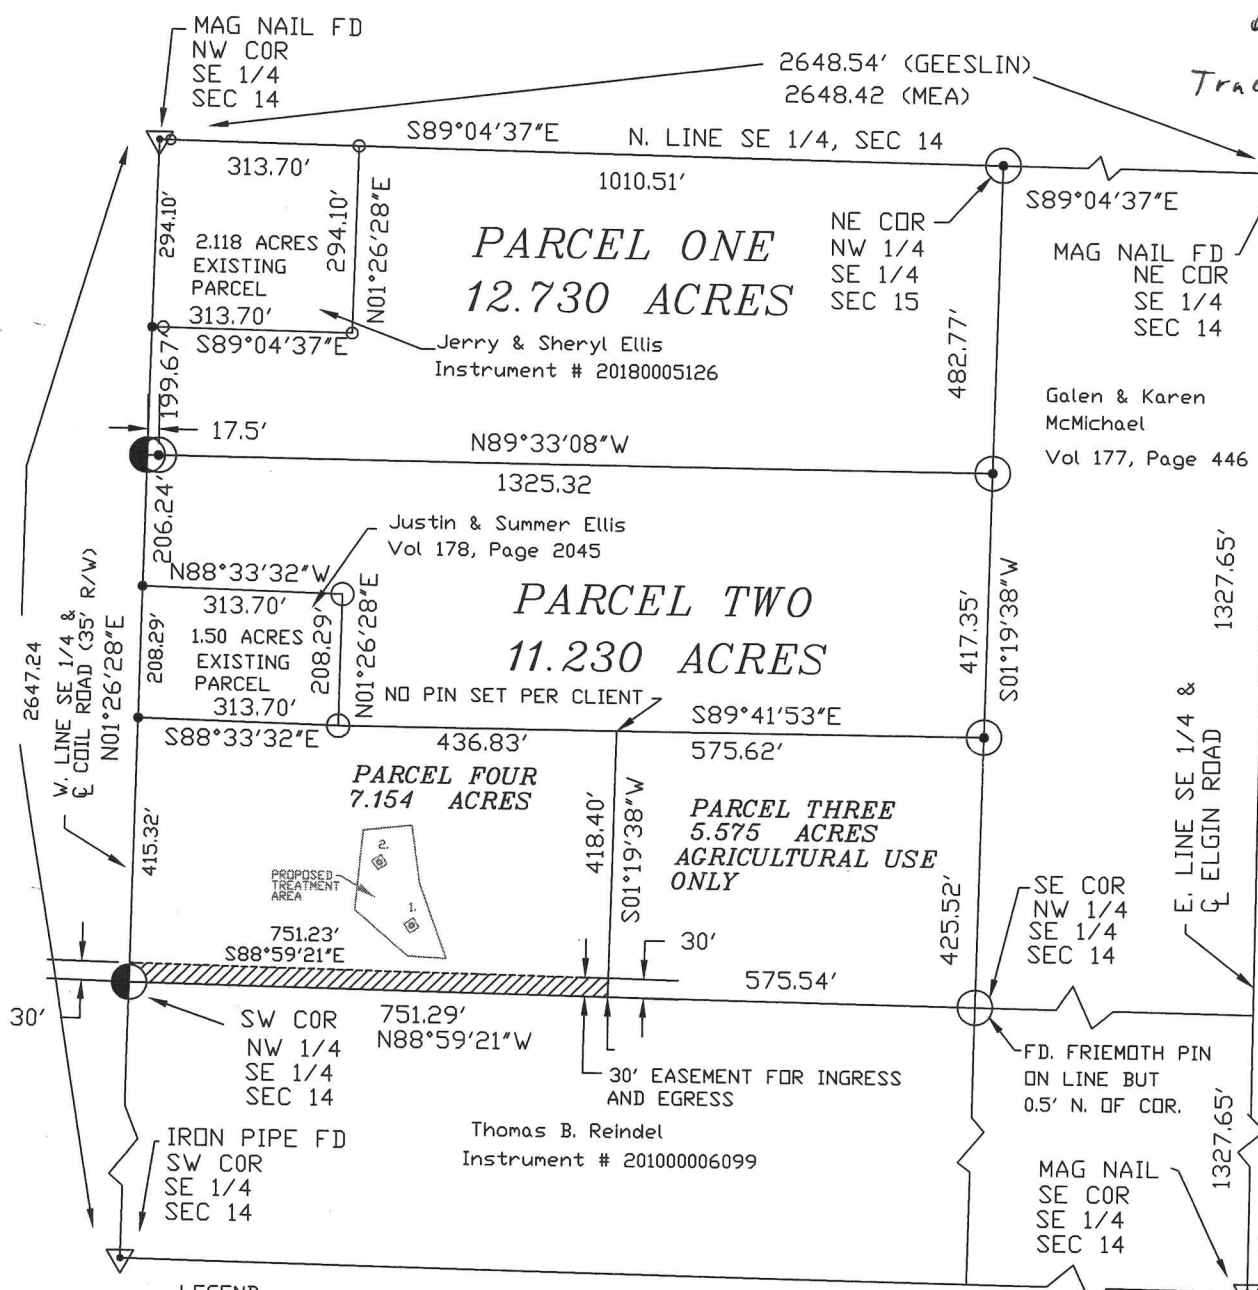 MAG NAIL FD
NW COR
SE 1/4
SEC 14
2648.54' (GEESLIN)
2648.42 (MEA)
S89°04'37"E
N. LINE SE 1/4, SEC 14
313.70'
1010.51'
S89°04'37"E
294.10'
2.118 ACRES
EXISTING
PARCEL
294.10'
N01°26'28"E
313.70'
S89°04'37"E
PARCEL ONE
12.730 ACRES
NE COR
NW 1/4
SE 1/4
SEC 15
MAG NAIL FD
NE COR
SE 1/4
SEC 14
Jerry & Sheryl Ellis
Instrument # 20180005126
482.77'
199.67'
Galen & Karen
McMichael
Vol 177, Page 446
17.5'
N89°33'08"W
1325.32
206.24'
Justin & Summer Ellis
Vol 178, Page 2045
N88°33'32"W
313.70'
208.29'
1.50 ACRES
EXISTING
PARCEL
208.29'
N01°26'28"E
313.70'
S88°33'32"E
PARCEL TWO
11.230 ACRES
417.35'
S01°19'38"W
1327.65'
2647.24
W. LINE SE 1/4 &
℄ COIL ROAD (35' R/W)
N01°26'28"E
NO PIN SET PER CLIENT
S89°41'53"E
436.83'
575.62'
PARCEL FOUR
7.154 ACRES
418.40'
S01°19'38"W
PARCEL THREE
5.575 ACRES
AGRICULTURAL USE
ONLY
E. LINE SE 1/4 &
℄ ELGIN ROAD
415.32'
2.
PROPOSED
TREATMENT
AREA
1.
425.52'
SE COR
NW 1/4
SE 1/4
SEC 14
751.23'
S88°59'21"E
30'
575.54'
30'
SW COR
NW 1/4
SE 1/4
SEC 14
751.29'
N88°59'21"W
30' EASEMENT FOR INGRESS
AND EGRESS
FD. FRIEMOTH PIN
ON LINE BUT
0.5' N. OF COR.
1327.65'
Thomas B. Reindel
Instrument # 201000006099
IRON PIPE FD
SW COR
SE 1/4
SEC 14
MAG NAIL
SE COR
SE 1/4
SEC 14
LEGEND